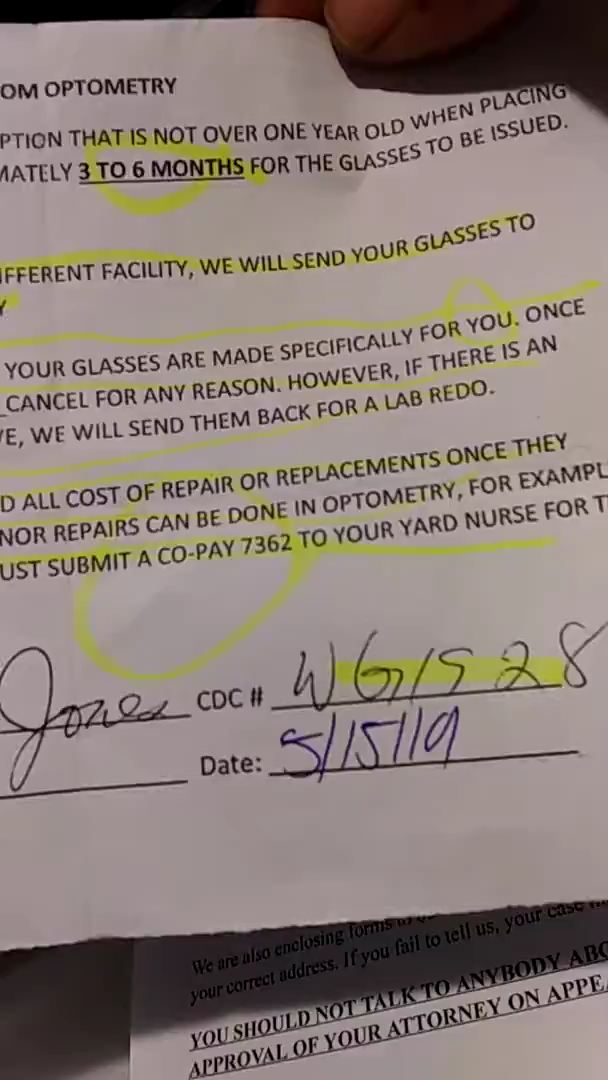 OM OPTOMETRY
PTION THAT IS NOT OVER ONE YEAR OLD WHEN PLACING
MATELY 3 TO 6 MONTHS FOR THE GLASSES TO BE ISSUED.
IFFERENT FACILITY, WE WILL SEND YOUR GLASSES TO
Y
YOUR GLASSES ARE MADE SPECIFICALLY FOR YOU. ONCE
CANCEL FOR ANY REASON. HOWEVER, IF THERE IS AN
VE, WE WILL SEND THEM BACK FOR A LAB REDO.
D ALL COST OF REPAIR OR REPLACEMENTS ONCE THEY
NOR REPAIRS CAN BE DONE IN OPTOMETRY, FOR EXAMPL
UST SUBMIT A CO-PAY 7362 TO YOUR YARD NURSE FOR T
Jones CDC # WG1528
Date: 5/15/19
We are also enclosing forms
your correct address. If you fail to tell us, your case
YOU SHOULD NOT TALK TO ANYBODY ABO
APPROVAL OF YOUR ATTORNEY ON APPEA